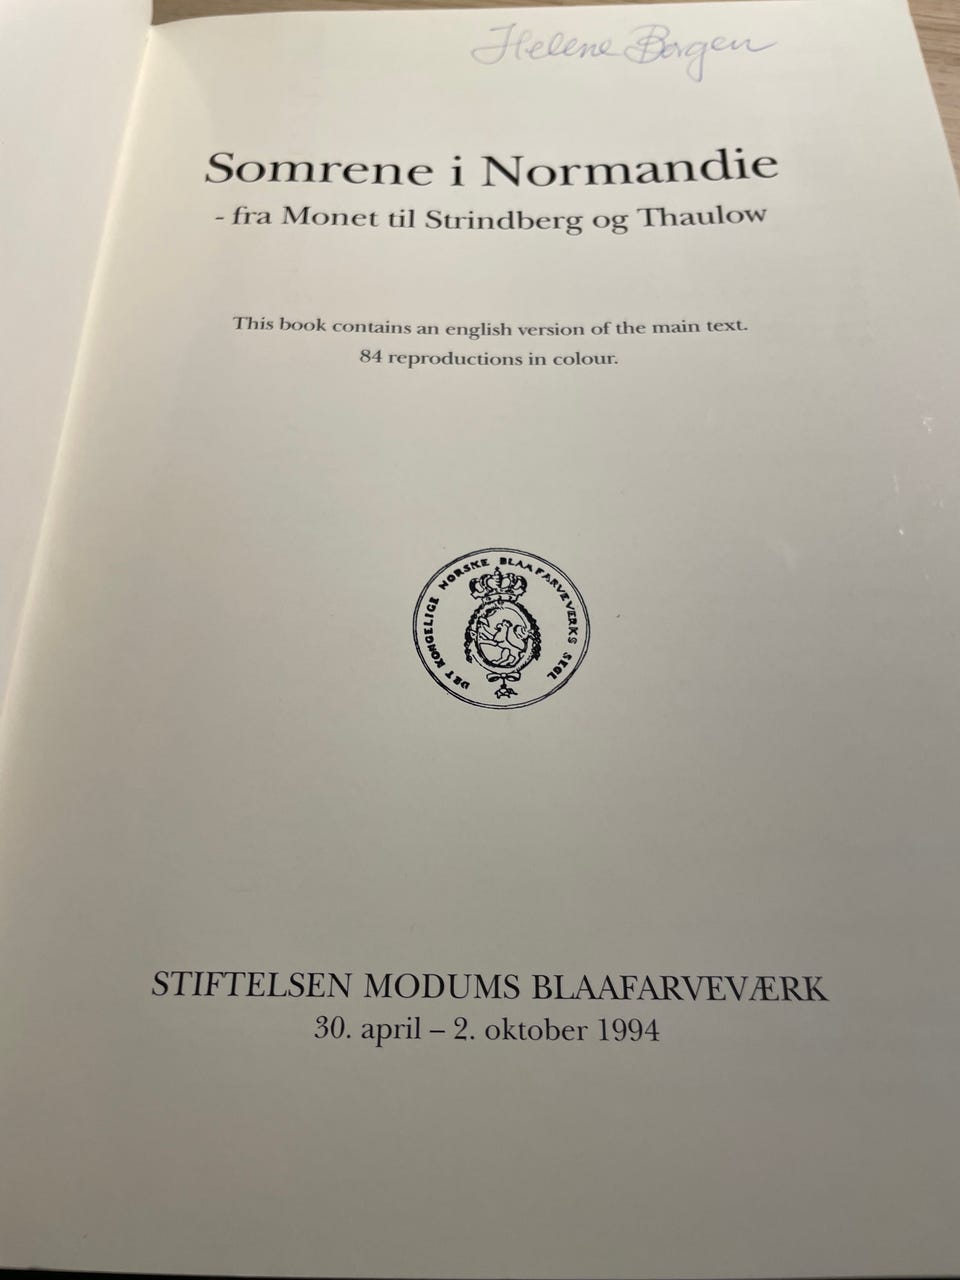 Helene Borgen
Somrene i Normandie
- fra Monet til Strindberg og Thaulow
This book contains an english version of the main text.
84 reproductions in colour.
DET KONGELIGE NORSKE BLAAFARVEVERKS SEGL
STIFTELSEN MODUMS BLAAFARVEVÆRK
30. april – 2. oktober 1994